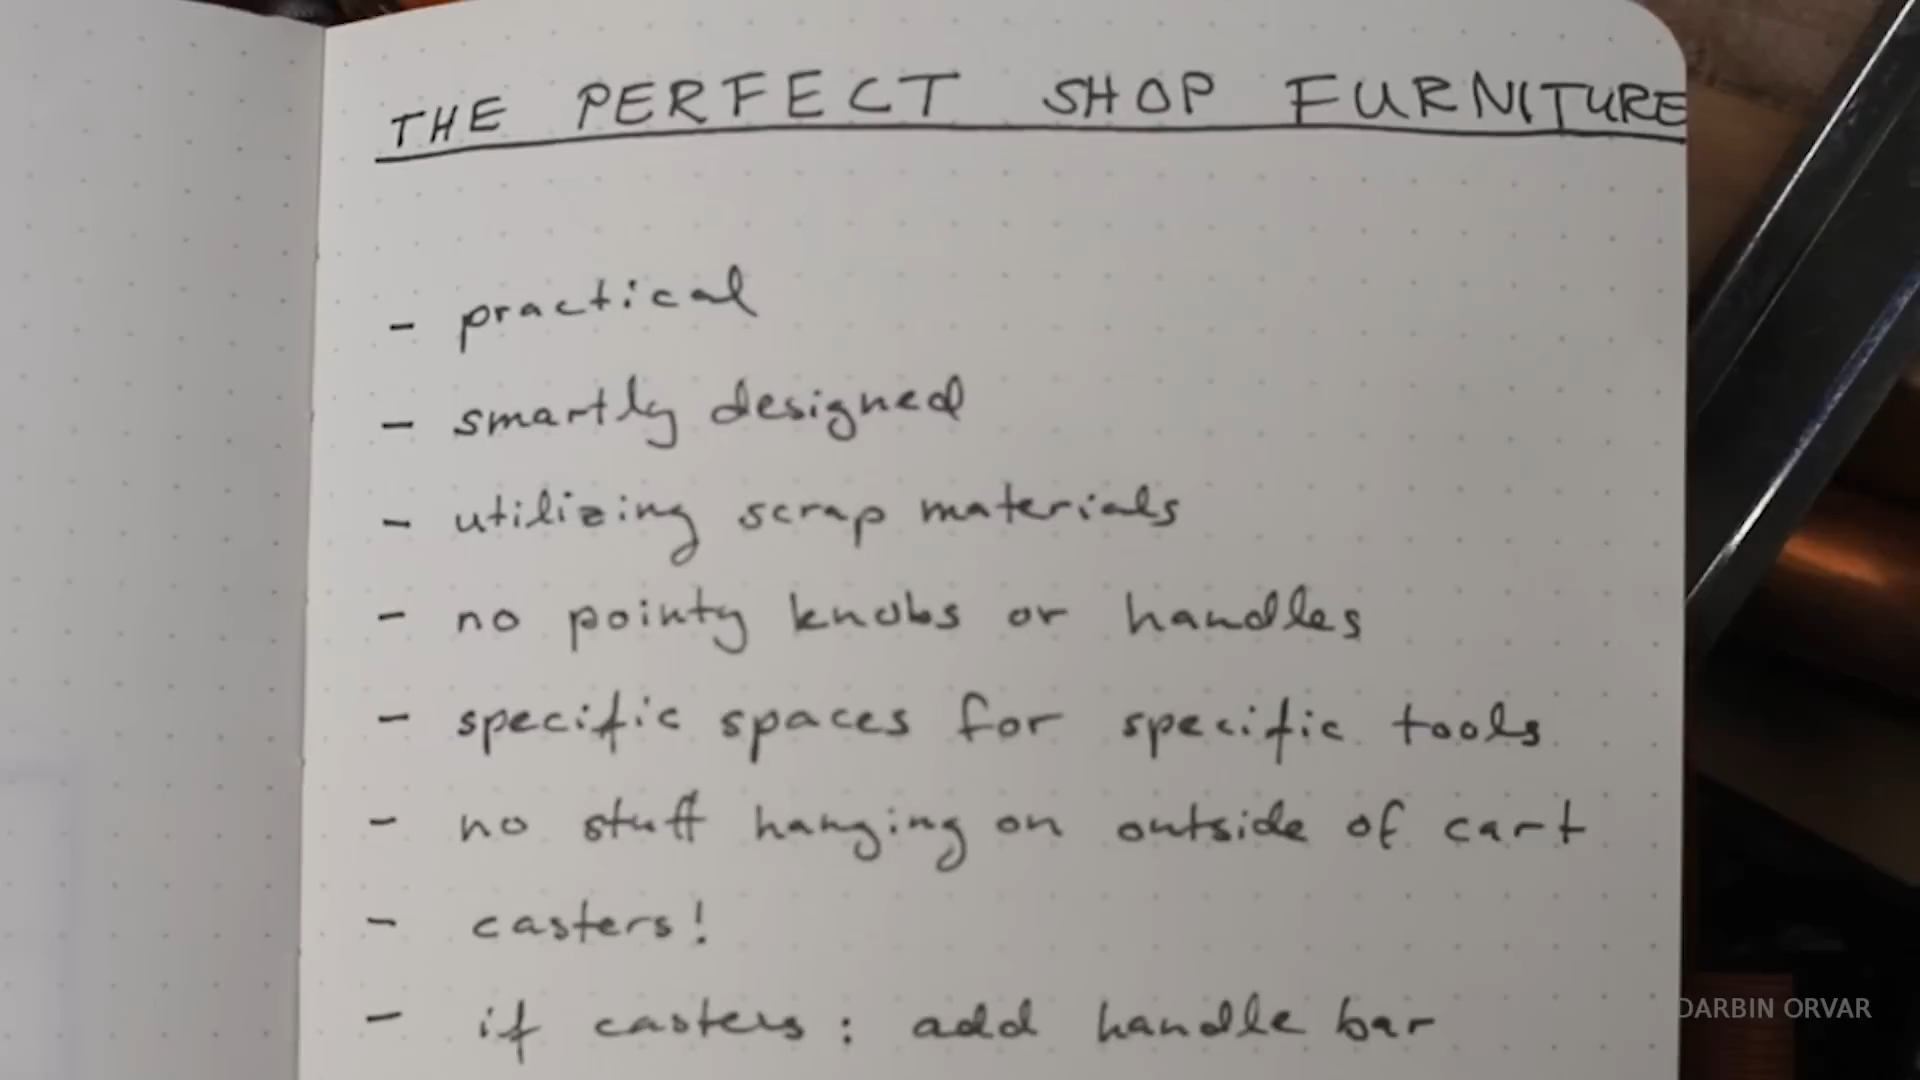 THE PERFECT SHOP FURNITURE
- practical
- smartly designed
- utilizing scrap materials
- no pointy knobs or handles
- specific spaces for specific tools
- no stuff hanging on outside of cart
- casters!
- if casters: add handle bar
DARBIN ORVAR